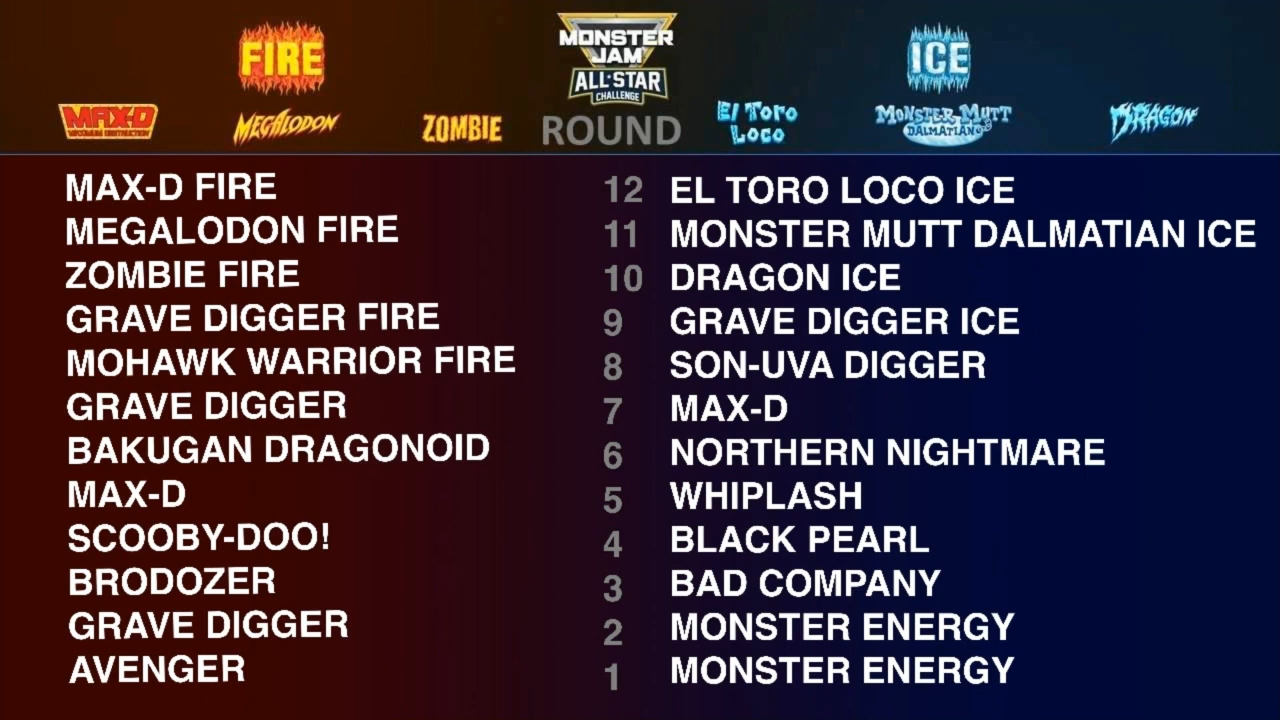 FIRE
MONSTER JAM
ALL-STAR
CHALLENGE
ICE
MAX-D
MAXIMUM DESTRUCTION
MEGALODON
ZOMBIE
ROUND
El Toro
Loco
MONSTER MUTT
DALMATIAN
DRAGON
MAX-D FIRE 12 EL TORO LOCO ICE
MEGALODON FIRE 11 MONSTER MUTT DALMATIAN ICE
ZOMBIE FIRE 10 DRAGON ICE
GRAVE DIGGER FIRE 9 GRAVE DIGGER ICE
MOHAWK WARRIOR FIRE 8 SON-UVA DIGGER
GRAVE DIGGER 7 MAX-D
BAKUGAN DRAGONOID 6 NORTHERN NIGHTMARE
MAX-D 5 WHIPLASH
SCOOBY-DOO! 4 BLACK PEARL
BRODOZER 3 BAD COMPANY
GRAVE DIGGER 2 MONSTER ENERGY
AVENGER 1 MONSTER ENERGY